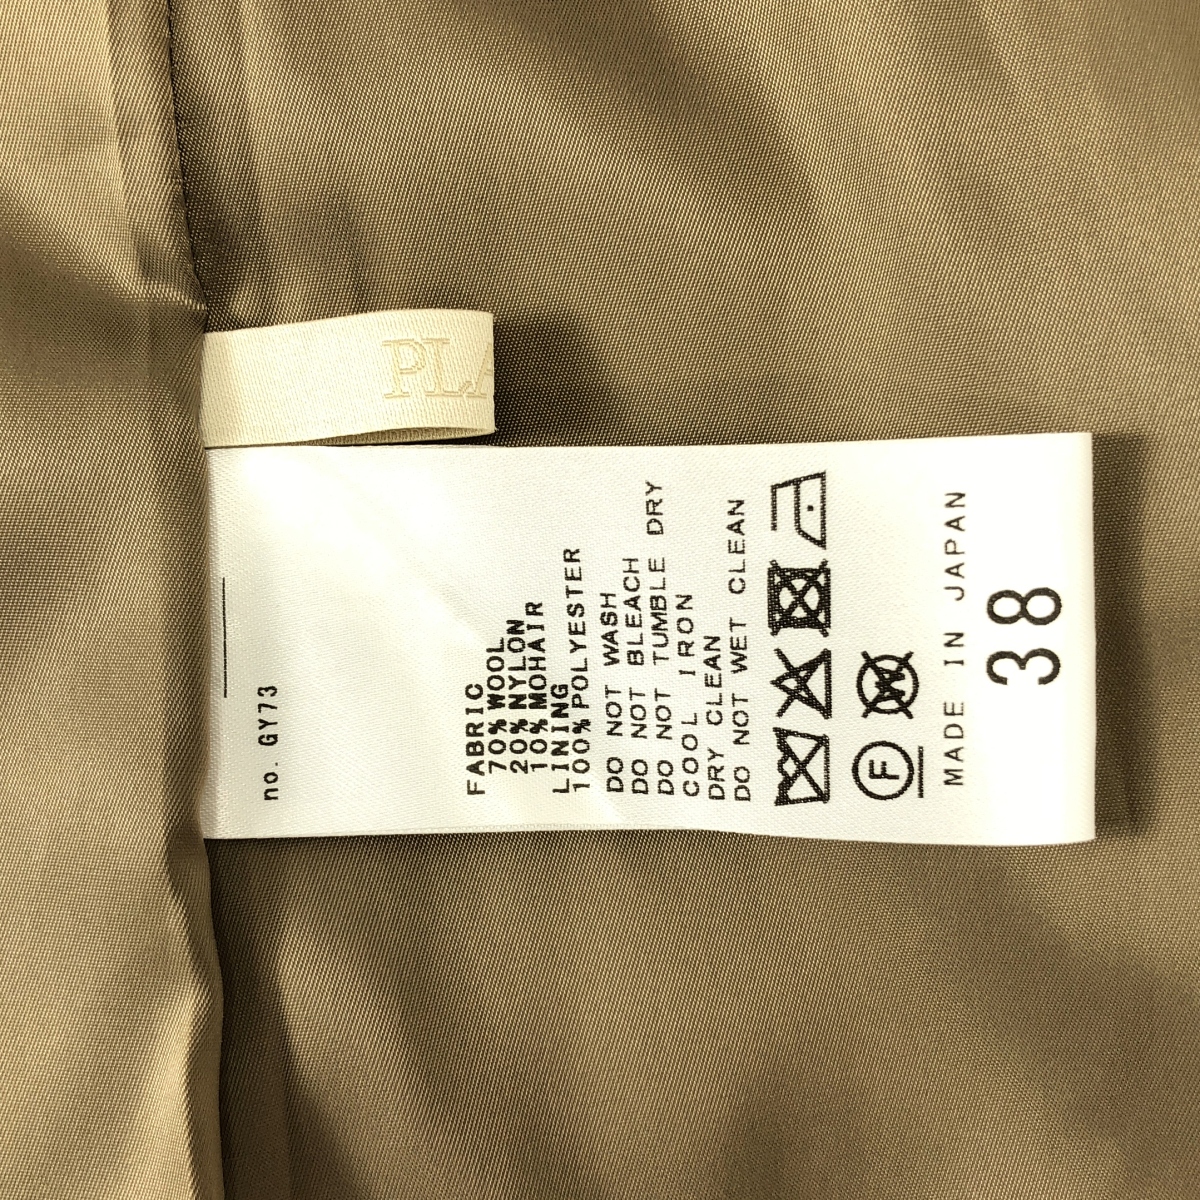 no. GY73
FABRIC
70% WOOL
20% NYLON
10% MOHAIR
LINING
100% POLYESTER
DO NOT WASH
DO NOT BLEACH
DO NOT TUMBLE DRY
COOL IRON
DRY CLEAN
DO NOT WET CLEAN
F
W
MADE IN JAPAN
38